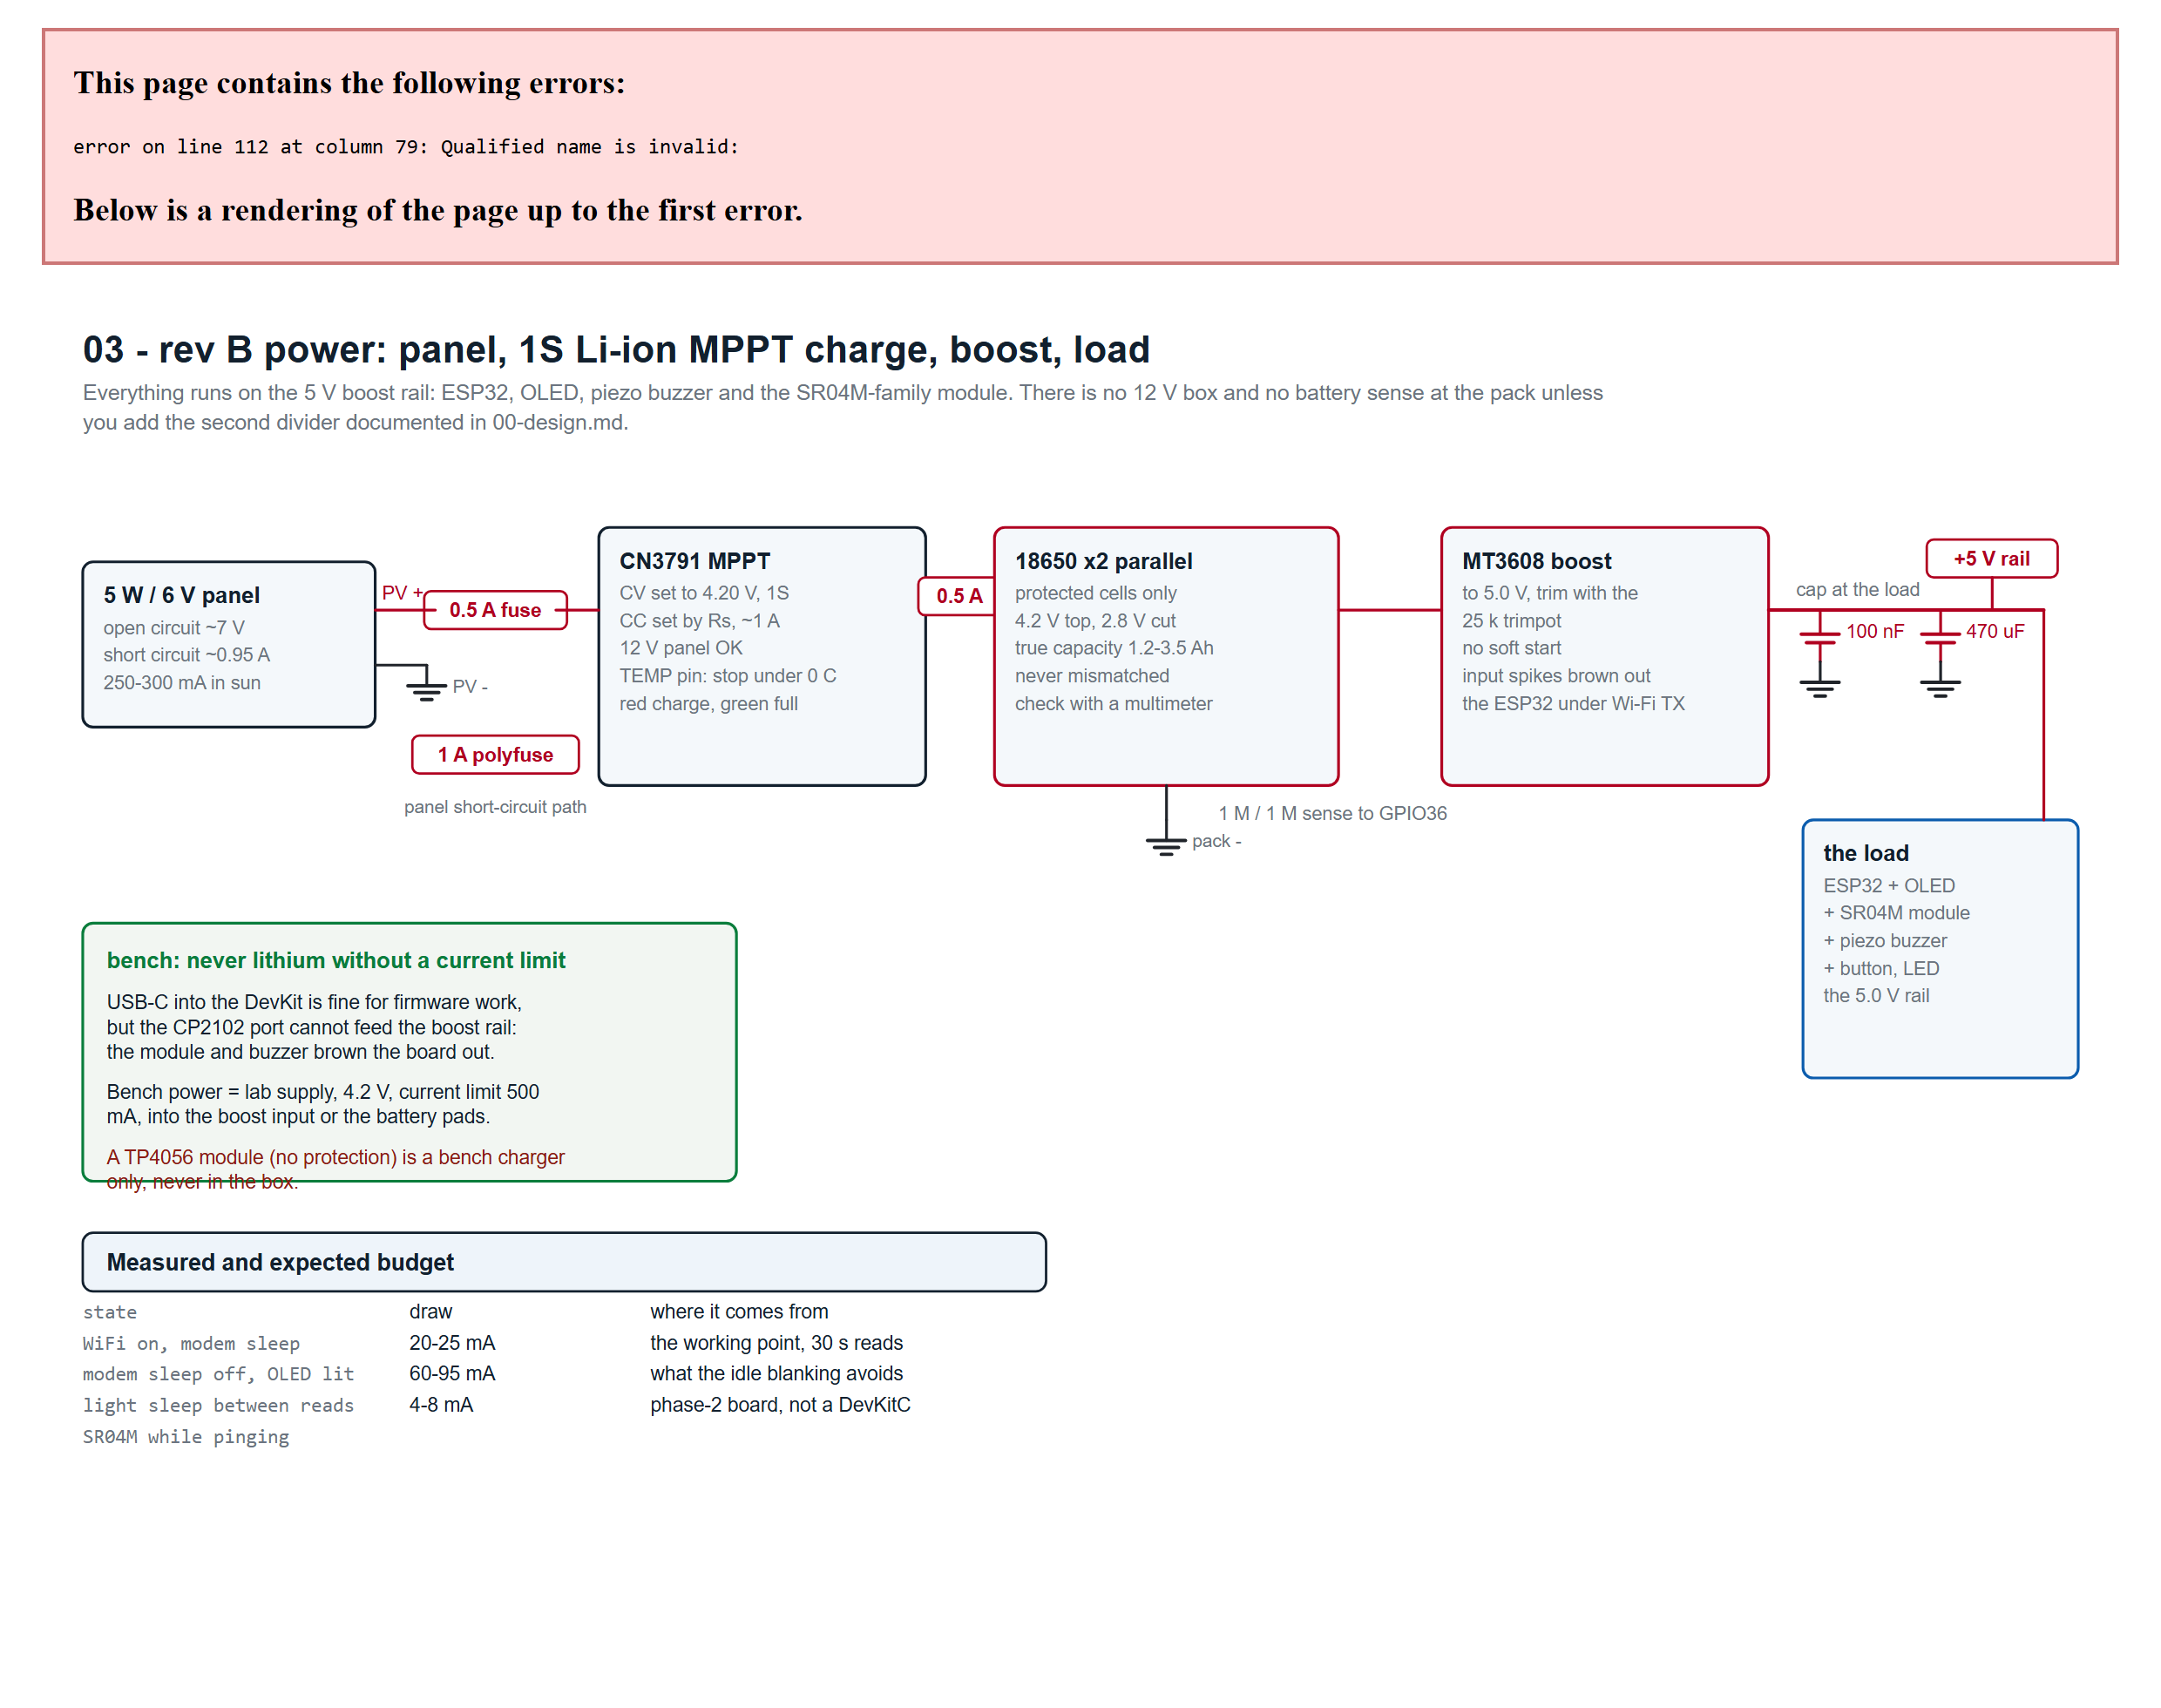 This page contains the following errors:
error on line 112 at column 79: Qualified name is invalid:
Below is a rendering of the page up to the first error.
03 - rev B power: panel, 1S Li-ion MPPT charge, boost, load
Everything runs on the 5 V boost rail: ESP32, OLED, piezo buzzer and the SR04M-family module. There is no 12 V box and no battery sense at the pack unless
you add the second divider documented in 00-design.md.
5 W / 6 V panel
open circuit ~7 V
short circuit ~0.95 A
250-300 mA in sun
PV +
0.5 A fuse
PV -
1 A polyfuse
panel short-circuit path
CN3791 MPPT
CV set to 4.20 V, 1S
CC set by Rs, ~1 A
12 V panel OK
TEMP pin: stop under 0 C
red charge, green full
0.5 A
18650 x2 parallel
protected cells only
4.2 V top, 2.8 V cut
true capacity 1.2-3.5 Ah
never mismatched
check with a multimeter
1 M / 1 M sense to GPIO36
pack -
MT3608 boost
to 5.0 V, trim with the
25 k trimpot
no soft start
input spikes brown out
the ESP32 under Wi-Fi TX
+5 V rail
cap at the load
100 nF
470 uF
the load
ESP32 + OLED
+ SR04M module
+ piezo buzzer
+ button, LED
the 5.0 V rail
bench: never lithium without a current limit
USB-C into the DevKit is fine for firmware work,
but the CP2102 port cannot feed the boost rail:
the module and buzzer brown the board out.
Bench power = lab supply, 4.2 V, current limit 500
mA, into the boost input or the battery pads.
A TP4056 module (no protection) is a bench charger
only, never in the box.
Measured and expected budget
state draw where it comes from
WiFi on, modem sleep 20-25 mA the working point, 30 s reads
modem sleep off, OLED lit 60-95 mA what the idle blanking avoids
light sleep between reads 4-8 mA phase-2 board, not a DevKitC
SR04M while pinging